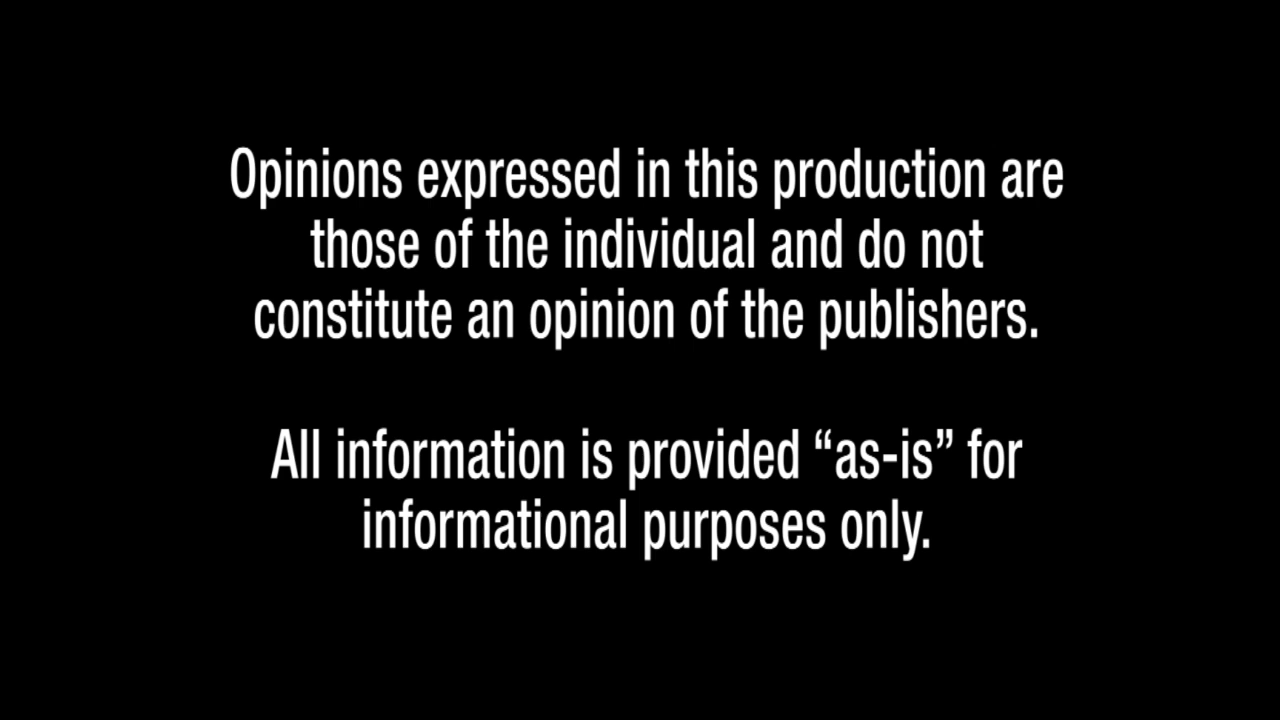 Opinions expressed in this production are
those of the individual and do not
constitute an opinion of the publishers.
All information is provided “as-is” for
informational purposes only.